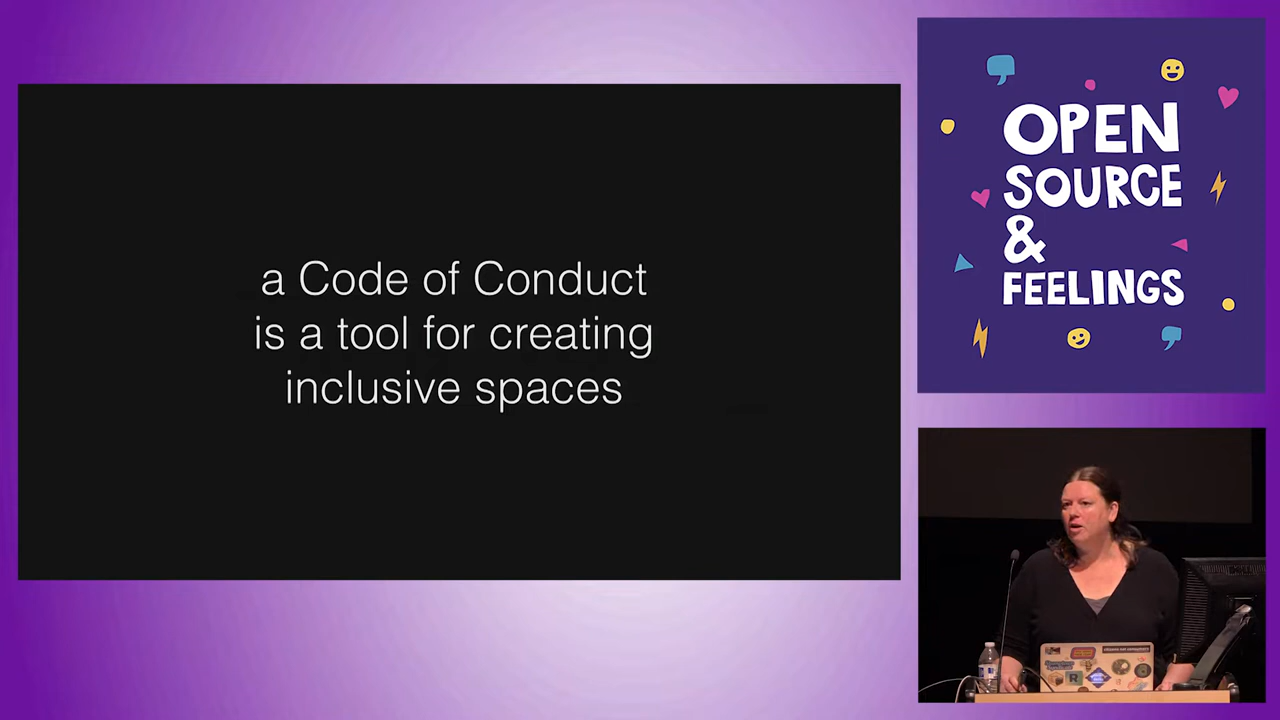 a Code of Conduct
is a tool for creating
inclusive spaces
OPEN
SOURCE
&
FEELINGS